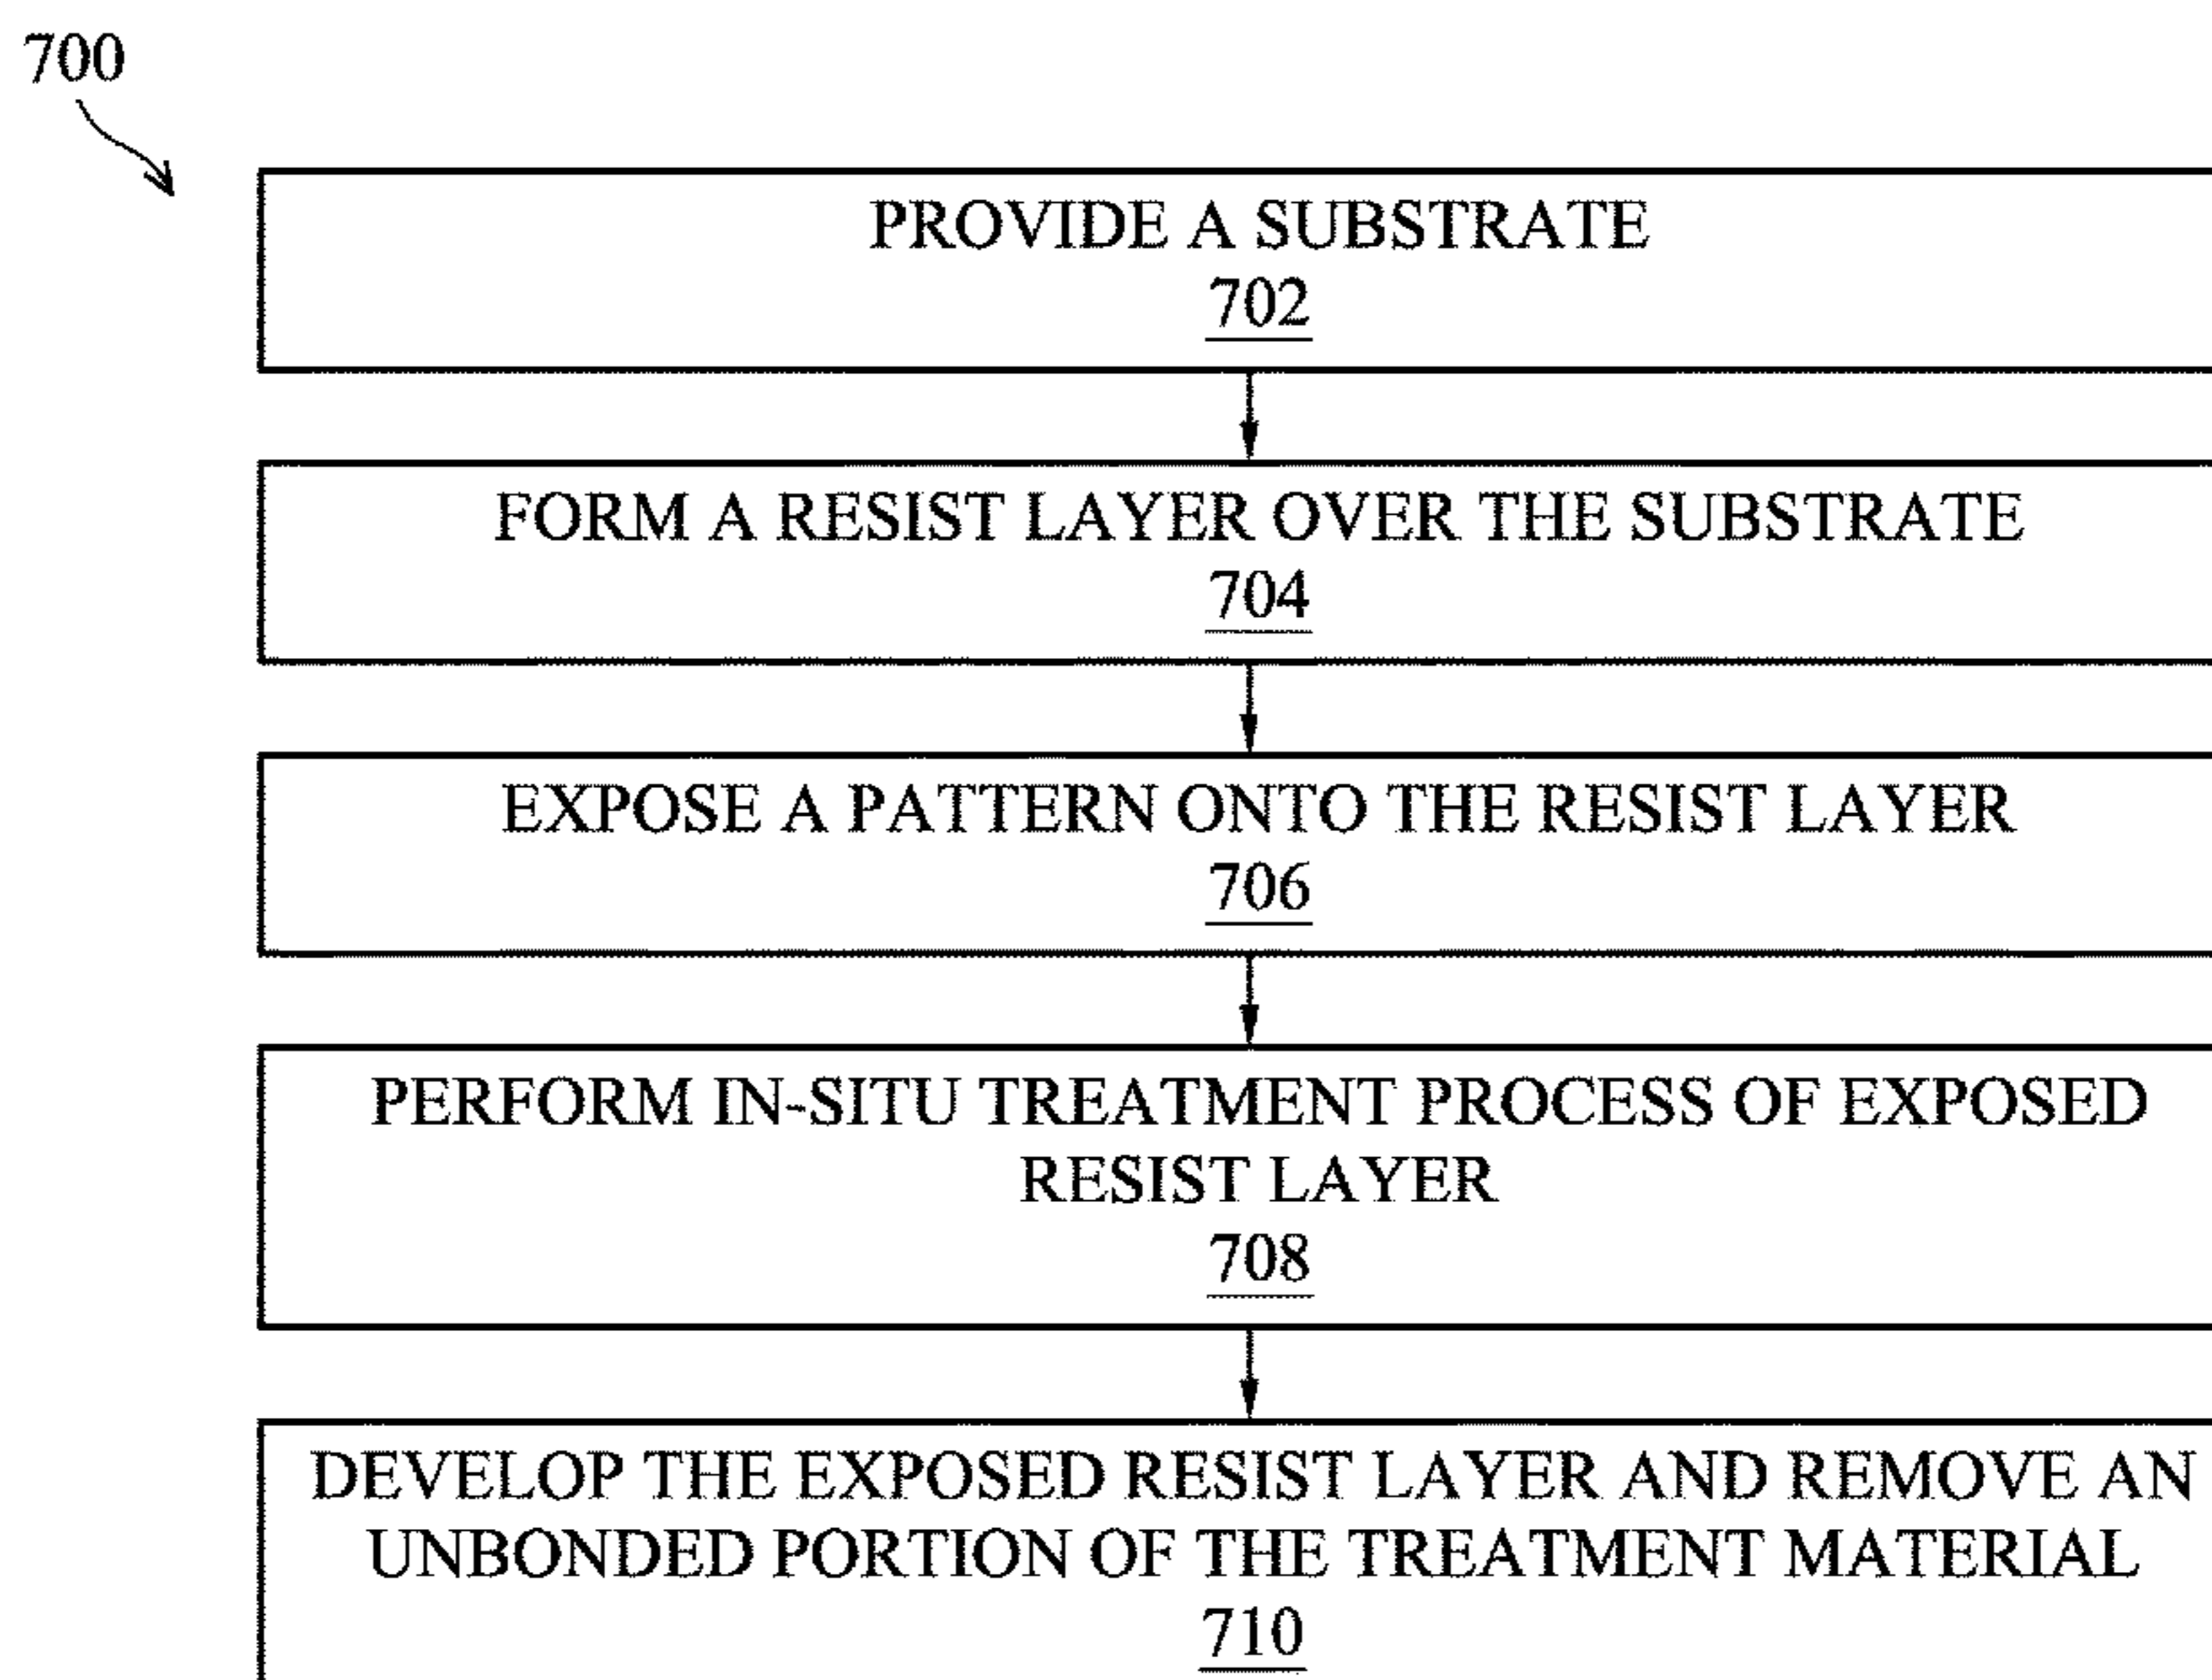 700
PROVIDE A SUBSTRATE
702
FORM A RESIST LAYER OVER THE SUBSTRATE
704
EXPOSE A PATTERN ONTO THE RESIST LAYER
706
PERFORM IN-SITU TREATMENT PROCESS OF EXPOSED
RESIST LAYER
708
DEVELOP THE EXPOSED RESIST LAYER AND REMOVE AN
UNBONDED PORTION OF THE TREATMENT MATERIAL
710